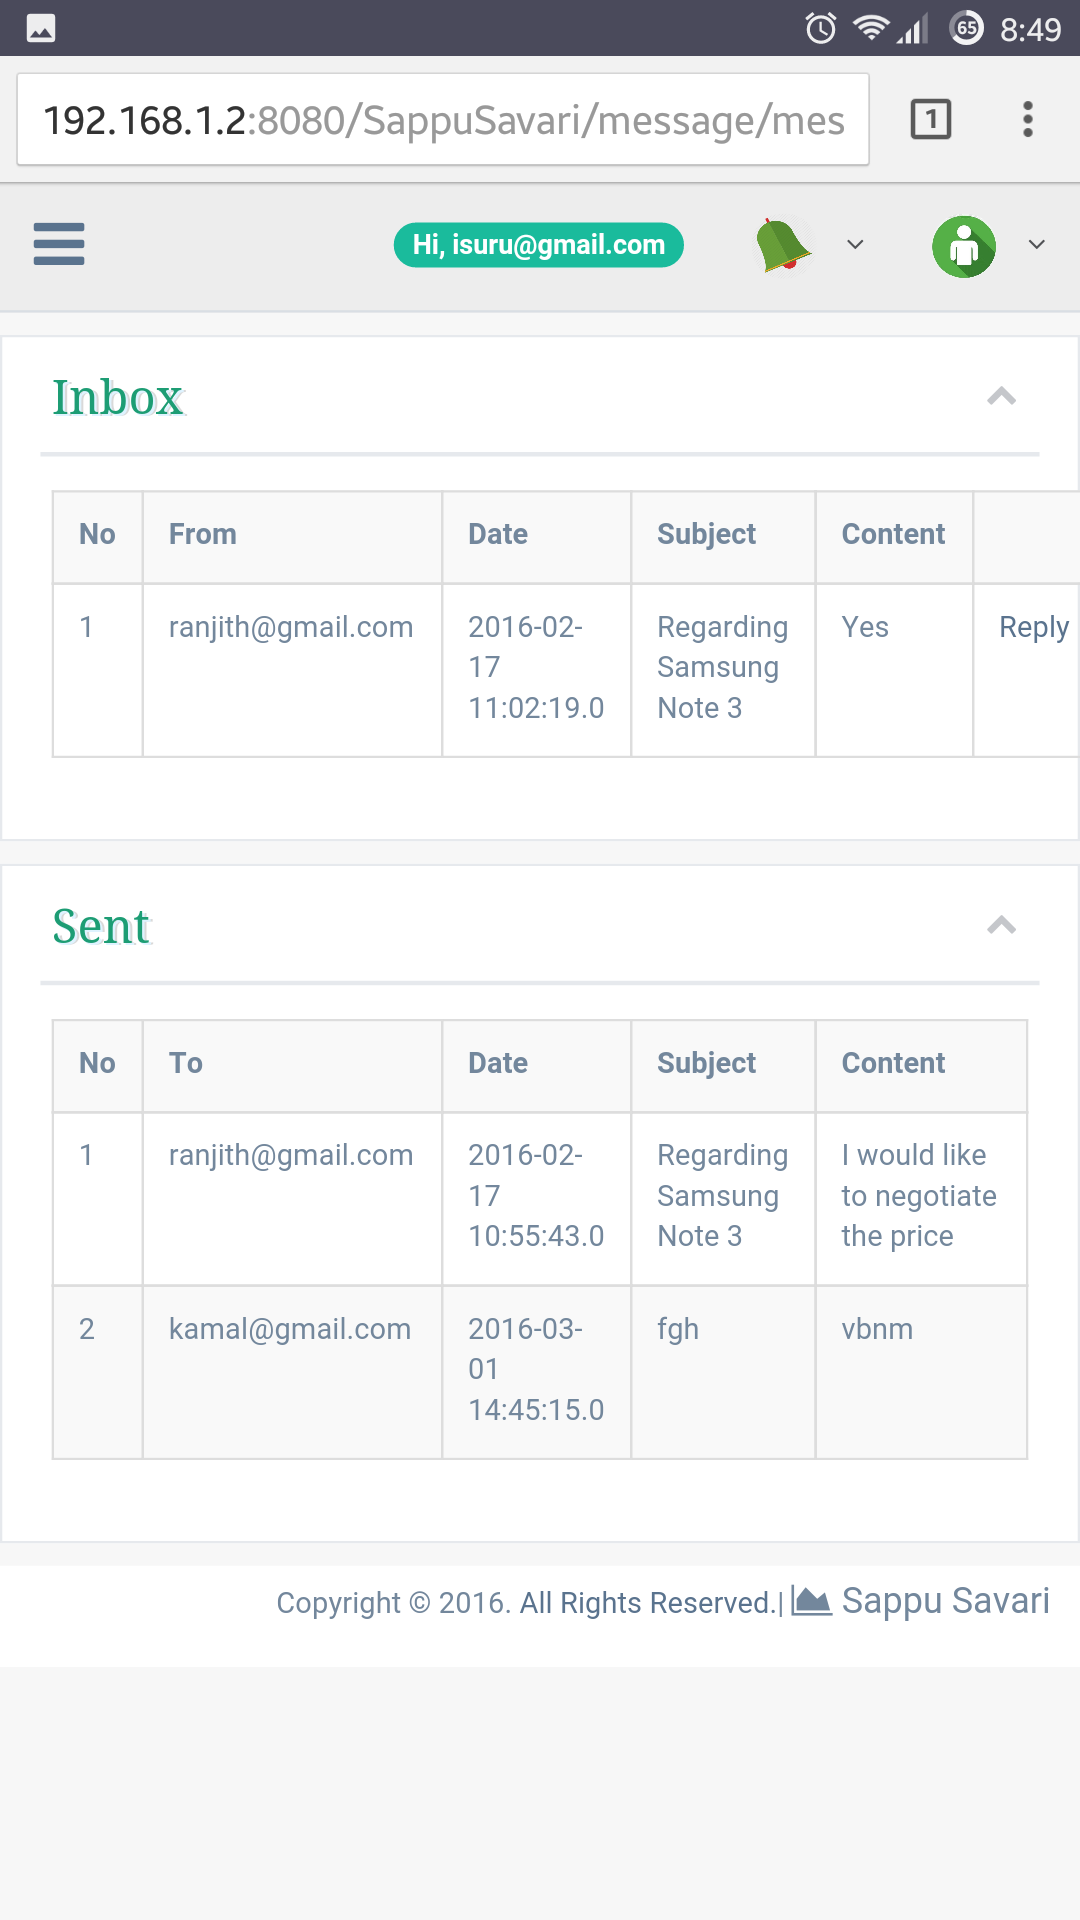 65 8:49
192.168.1.2:8080/SappuSavari/message/mes 1
Hi, isuru@gmail.com
Inbox
No From Date Subject Content
1 ranjith@gmail.com 2016-02- Regarding Yes Reply
17 Samsung
11:02:19.0 Note 3
Sent
No To Date Subject Content
1 ranjith@gmail.com 2016-02- Regarding I would like
17 Samsung to negotiate
10:55:43.0 Note 3 the price
2 kamal@gmail.com 2016-03- fgh vbnm
01
14:45:15.0
Copyright © 2016. All Rights Reserved.| Sappu Savari